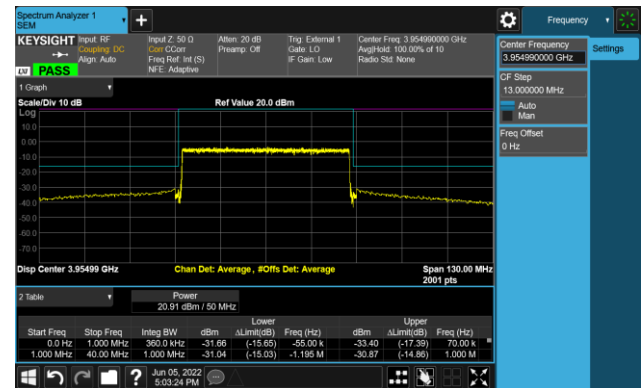 Spectrum Analyzer 1
SEM
Frequency
KEYSIGHT Input: RF
Coupling: DC
Align: Auto
Input Z: 50 Ω
Corr CCorr
Freq Ref: Int (S)
NFE: Adaptive
Atten: 20 dB
Preamp: Off
Trig: External 1
Gate: LO
IF Gain: Low
Center Freq: 3.954990000 GHz
Avg|Hold: 100.00% of 10
Radio Std: None
LXI PASS
Center Frequency
3.954990000 GHz
Settings
CF Step
13.000000 MHz
Auto
Man
Freq Offset
0 Hz
1 Graph
Scale/Div 10 dB
Ref Value 20.0 dBm
Log
10.0
0.00
-10.0
-20.0
-30.0
-40.0
-50.0
-60.0
-70.0
Disp Center 3.95499 GHz
Chan Det: Average, #Offs Det: Average
Span 130.00 MHz
2001 pts
2 Table
Power
20.91 dBm / 50 MHz
Lower Upper
Start Freq Stop Freq Integ BW dBm ΔLimit(dB) Freq (Hz) dBm ΔLimit(dB) Freq (Hz)
0.0 Hz 1.000 MHz 360.0 kHz -31.66 (-15.65) -55.00 k -33.40 (-17.39) 70.00 k
1.000 MHz 40.00 MHz 1.000 MHz -31.04 (-15.03) -1.195 M -30.87 (-14.86) 1.000 M
? Jun 05, 2022
5:03:24 PM